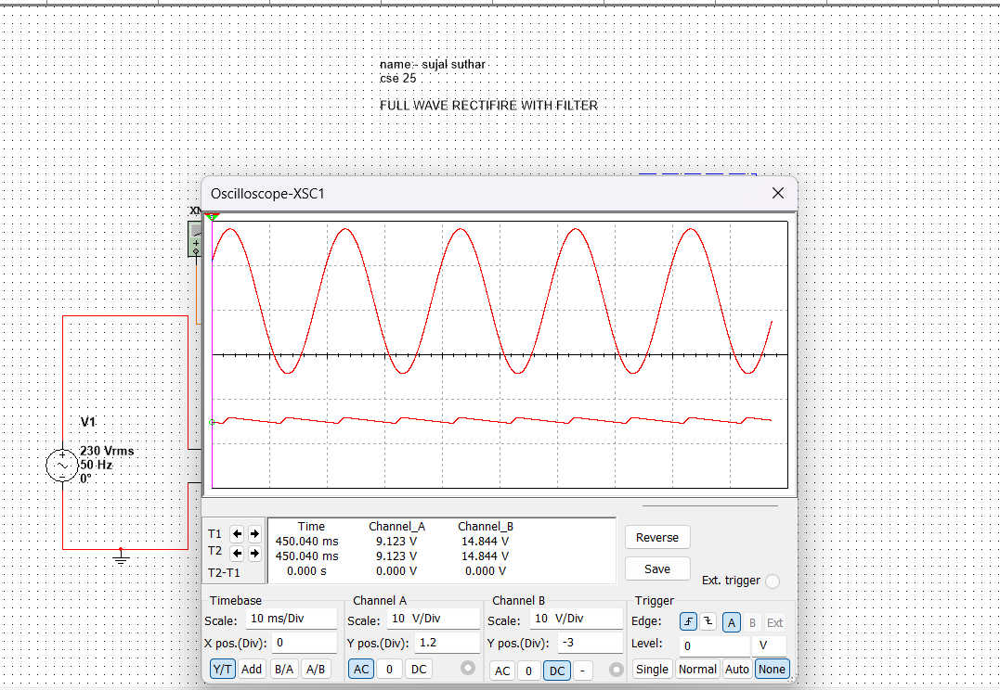 name:- sujal suthar
cse 25
FULL WAVE RECTIFIRE WITH FILTER
Oscilloscope-XSC1
V1
230 Vrms
50 Hz
0°
Time Channel_A Channel_B
T1 450.040 ms 9.123 V 14.844 V
T2 450.040 ms 9.123 V 14.844 V
T2-T1 0.000 s 0.000 V 0.000 V
Reverse
Save
Ext. trigger
Timebase
Scale: 10 ms/Div
X pos.(Div): 0
Y/T Add B/A A/B
Channel A
Scale: 10 V/Div
Y pos.(Div): 1.2
AC 0 DC
Channel B
Scale: 10 V/Div
Y pos.(Div): -3
AC 0 DC -
Trigger
Edge: A B Ext
Level: 0 V
Single Normal Auto None